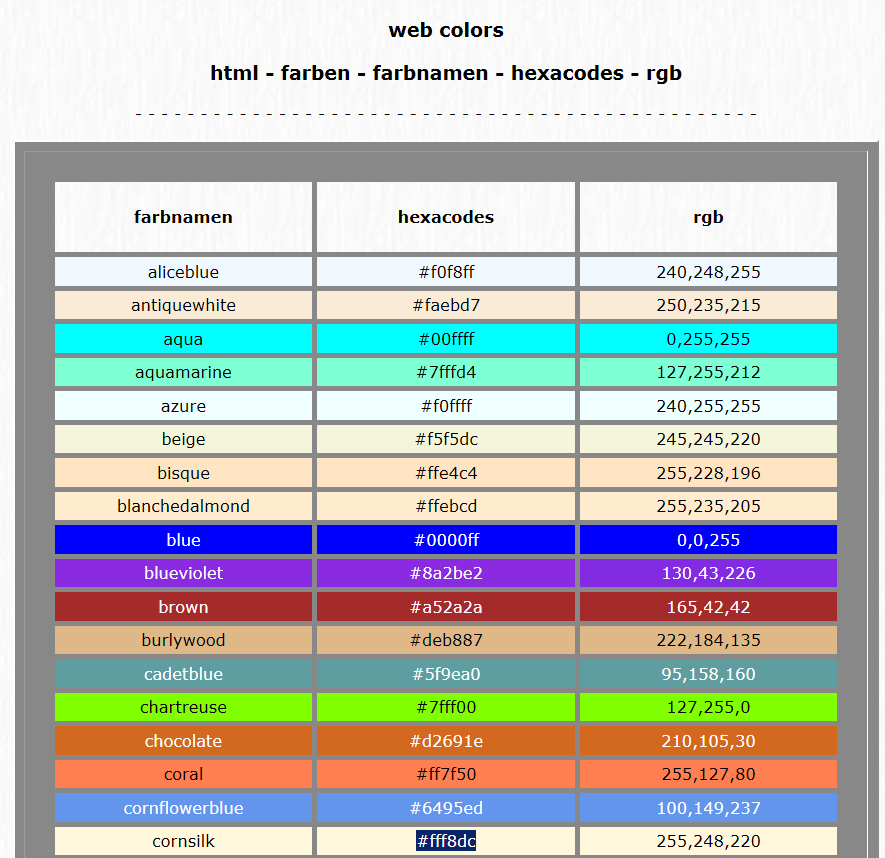 web colors
html - farben - farbnamen - hexacodes - rgb
- - - - - - - - - - - - - - - - - - - - - - - - - - - - - - - - - - - - - - - - - - - - - - - -
farbnamen hexacodes rgb
aliceblue #f0f8ff 240,248,255
antiquewhite #faebd7 250,235,215
aqua #00ffff 0,255,255
aquamarine #7fffd4 127,255,212
azure #f0ffff 240,255,255
beige #f5f5dc 245,245,220
bisque #ffe4c4 255,228,196
blanchedalmond #ffebcd 255,235,205
blue #0000ff 0,0,255
blueviolet #8a2be2 130,43,226
brown #a52a2a 165,42,42
burlywood #deb887 222,184,135
cadetblue #5f9ea0 95,158,160
chartreuse #7fff00 127,255,0
chocolate #d2691e 210,105,30
coral #ff7f50 255,127,80
cornflowerblue #6495ed 100,149,237
cornsilk #fff8dc 255,248,220